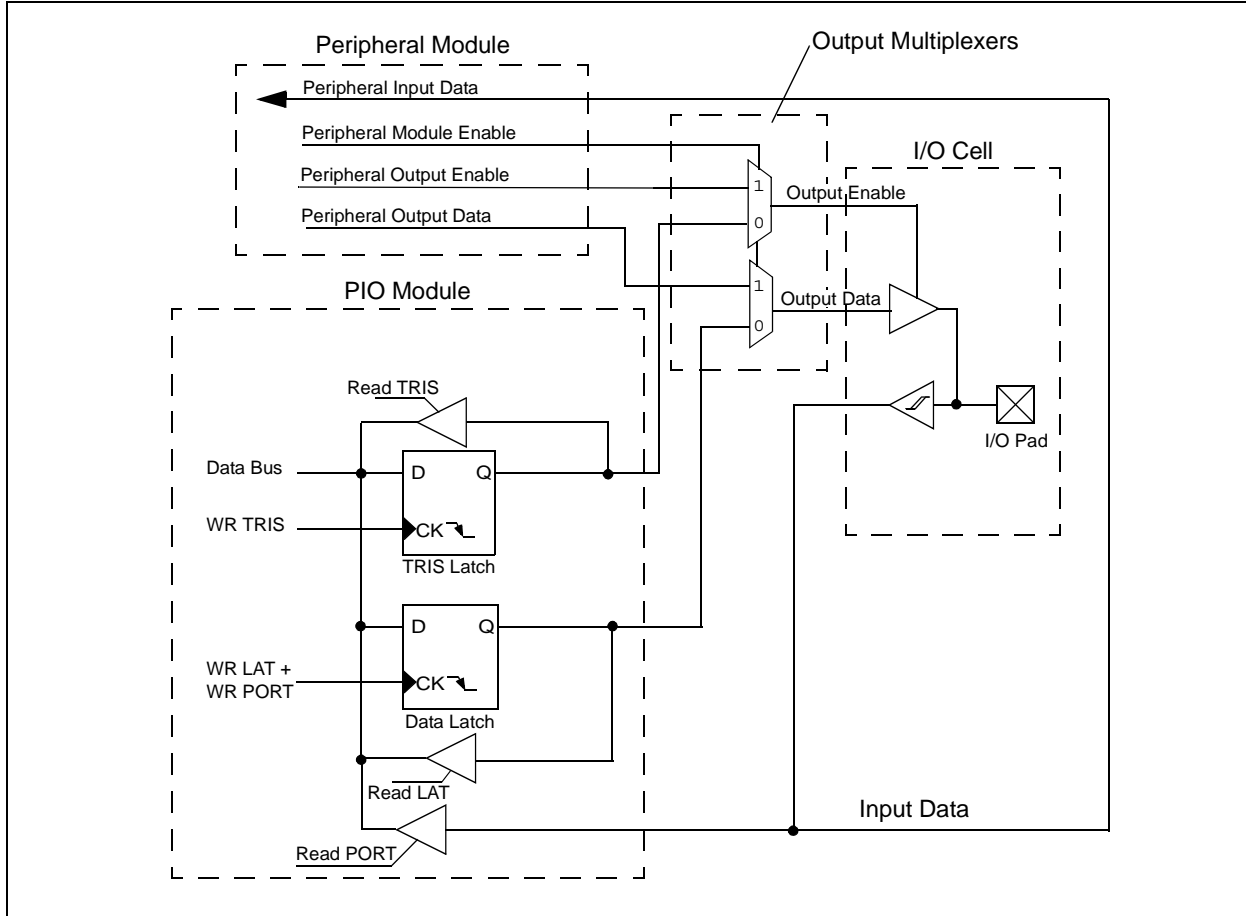 Peripheral Module
Output Multiplexers
Peripheral Input Data
Peripheral Module Enable
I/O Cell
Peripheral Output Enable
1
Output Enable
Peripheral Output Data
0
PIO Module
1
Output Data
0
Read TRIS
I/O Pad
Data Bus
D
Q
WR TRIS
CK
TRIS Latch
D
Q
WR LAT +
WR PORT
CK
Data Latch
Read LAT
Input Data
Read PORT